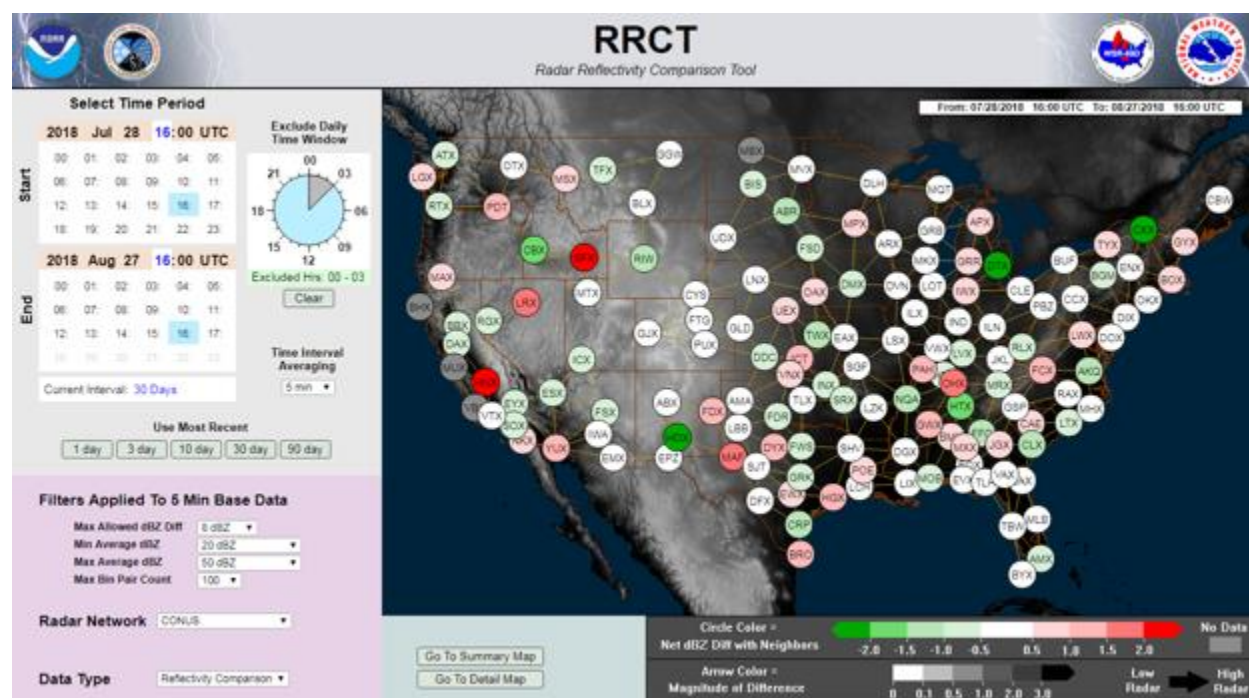 RRCT
Radar Reflectivity Comparison Tool
Select Time Period
2018 Jul 28 16:00 UTC
Start
00: 01: 02: 03: 04: 05:
06: 07: 08: 09: 10: 11:
12: 13: 14: 15: 16: 17:
18: 19: 20: 21: 22: 23:
Exclude Daily
Time Window
00
21 03
18 06
15 09
12
Excluded Hrs: 00 - 03
Clear
2018 Aug 27 16:00 UTC
End
00: 01: 02: 03: 04: 05:
06: 07: 08: 09: 10: 11:
12: 13: 14: 15: 16: 17:
Current Interval: 30 Days
Time Interval
Averaging
5 min
Use Most Recent
1 day 3 day 10 day 30 day 90 day
Filters Applied To 5 Min Base Data
Max Allowed dBZ Diff 8 dBZ
Min Average dBZ 20 dBZ
Max Average dBZ 50 dBZ
Max Bin Pair Count 100
Radar Network CONUS
Data Type Reflectivity Comparison
From: 07/28/2018 16:00 UTC To: 08/27/2018 16:00 UTC
ATX OTX MSX TFX GGW MBX MVX DLH MQT CBW
LGX RTX PDT BLX BIS ABR MPX GRB APX TYX CXX GYX
CBX SFX RIW UDX FSD ARX MKX GRR DTX BUF BGM ENX BOX
MAX LRX MTX CYS LNX OAX DMX DVN LOT IWX CLE PBZ CCX OKX DIX
BHX BBX RGX FTG GJX PUX GLD UEX ILX IND ILN LWX DOX
DAX MUX HNX ICX DDC TWX EAX LSX VWX LVX JKL RLX FCX AKQ
ICT VNX SGF PAH OHX MRX RAX MHX
VTX EYX SOX ESX FSX ABX FDX AMA INX TLX SRX LZK NQA HTX GSP CAE LTX
NKX YUX IWA EMX HDX EPZ LBB FDR GWX BMX MXX JGX CLX
MAF SJT DYX FWS SHV DGX
DFX EWX GRK HGX POE LCH LIX MOB EVX TLH VAX JAX
CRP BRO TBW MLB AMX BYX
Go To Summary Map
Go To Detail Map
Circle Color =
Net dBZ Diff with Neighbors
-2.0 -1.5 -1.0 -0.5 0.5 1.0 1.5 2.0
No Data
Arrow Color =
Magnitude of Difference
0 0.1 0.5 1.0 2.0 3.0
Low
Radar
High
Radar